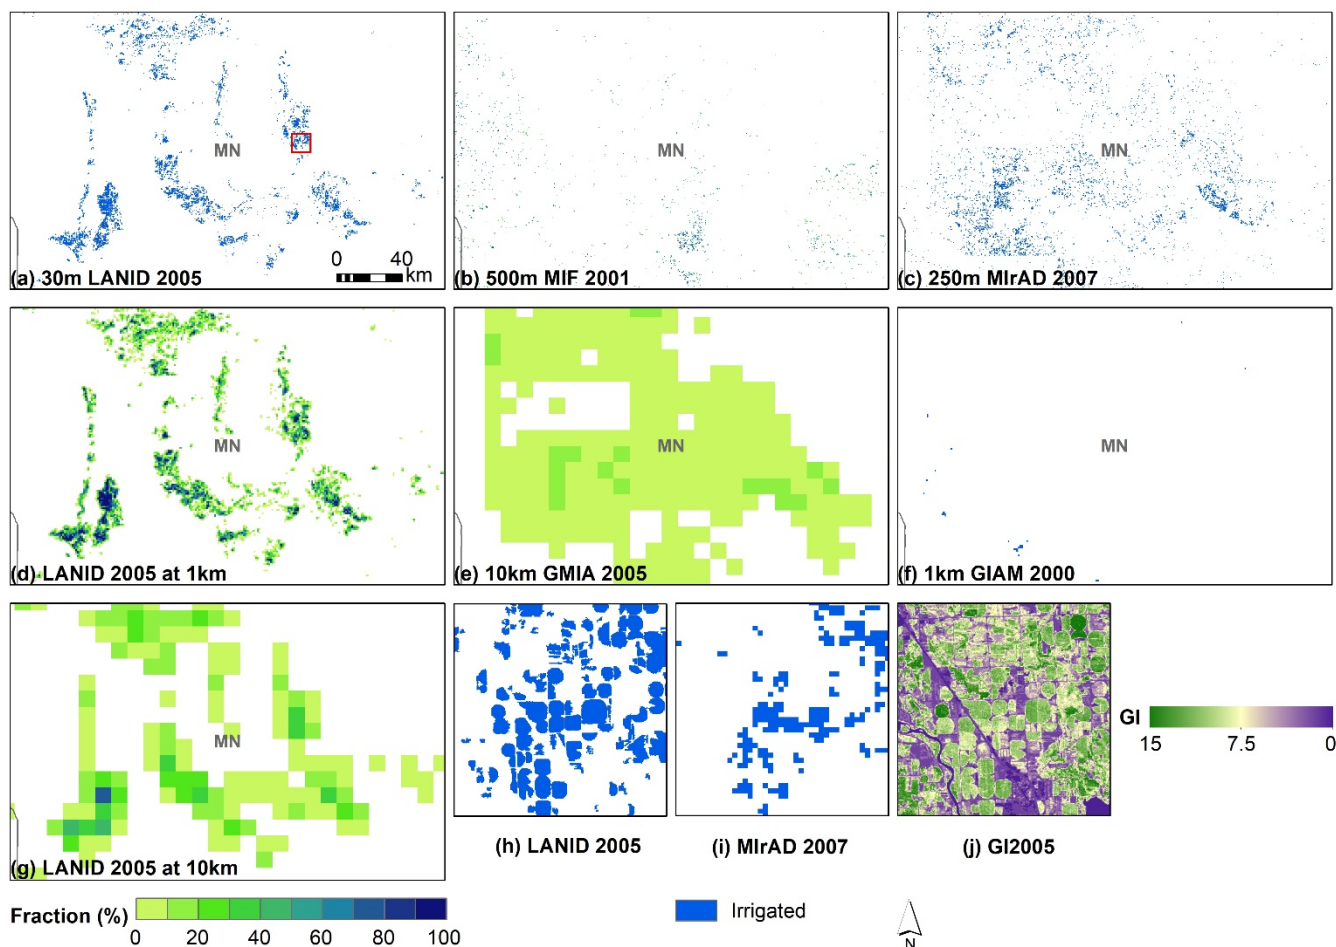 MN
0 40
km
(a) 30m LANID 2005
MN
(b) 500m MIF 2001
MN
(c) 250m MIrAD 2007
MN
(d) LANID 2005 at 1km
MN
(e) 10km GMIA 2005
MN
(f) 1km GIAM 2000
MN
(g) LANID 2005 at 10km
(h) LANID 2005
(i) MIrAD 2007
(j) GI2005
GI
15 7.5 0
Fraction (%)
0 20 40 60 80 100
Irrigated
N